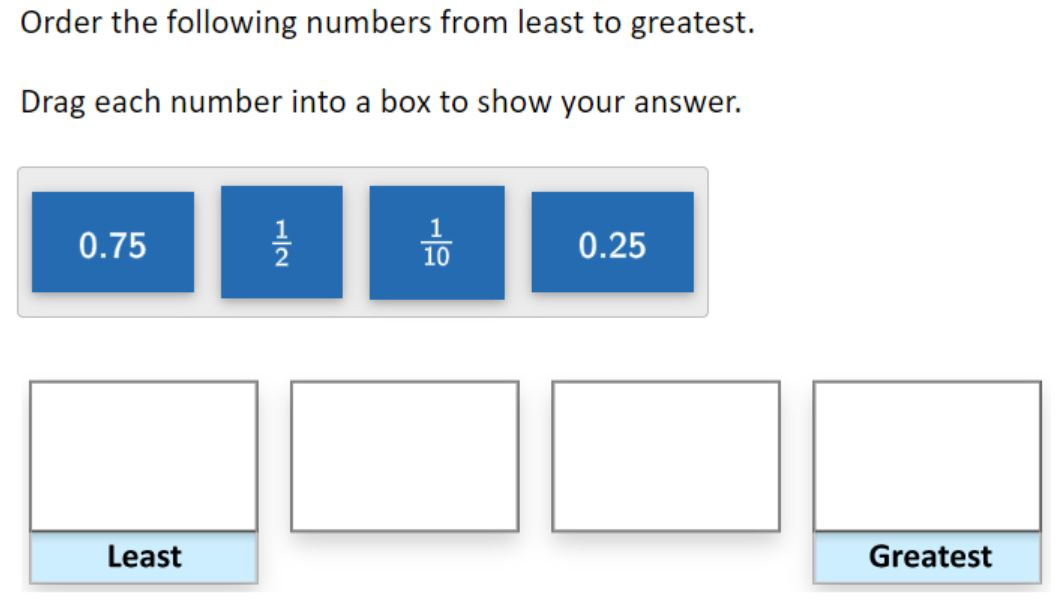 Order the following numbers from least to greatest.
Drag each number into a box to show your answer.
0.75 1/2 1/10 0.25
Least Greatest